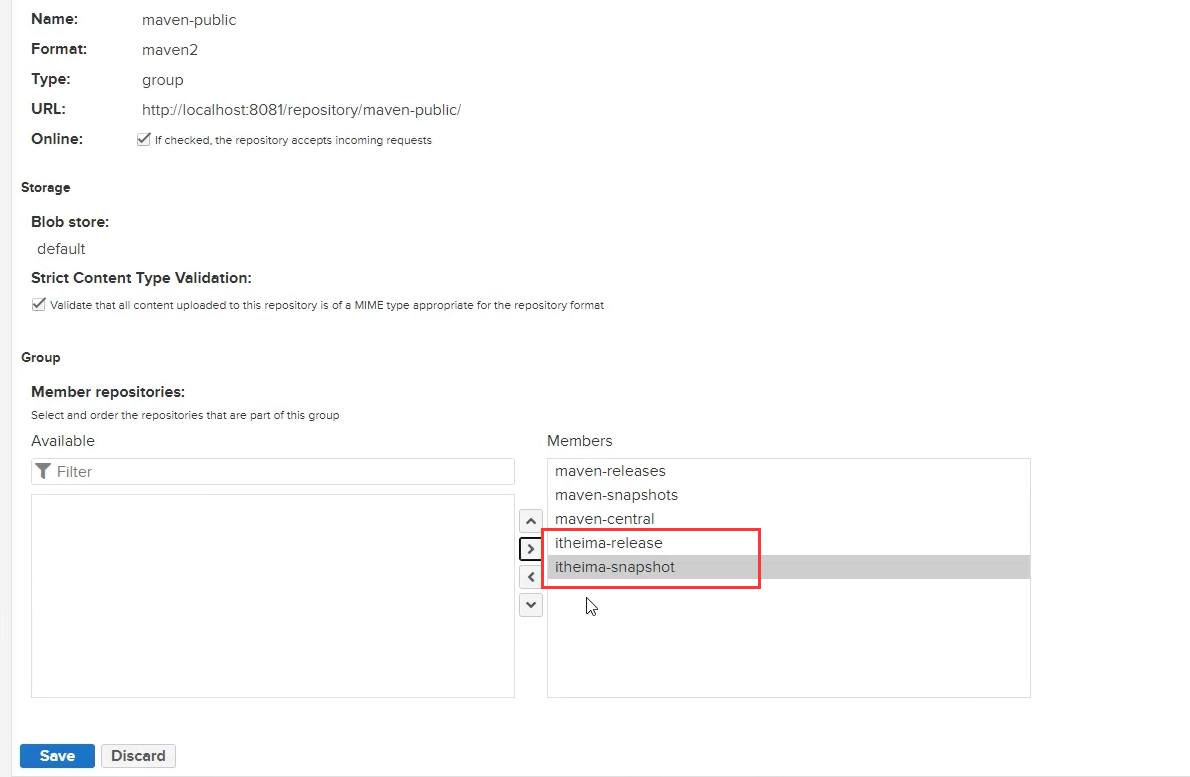 Name: maven-public
Format: maven2
Type: group
URL: http://localhost:8081/repository/maven-public/
Online: If checked, the repository accepts incoming requests
Storage
Blob store:
default
Strict Content Type Validation:
Validate that all content uploaded to this repository is of a MIME type appropriate for the repository format
Group
Member repositories:
Select and order the repositories that are part of this group
Available
Filter
Members
maven-releases
maven-snapshots
maven-central
itheima-release
itheima-snapshot
Save Discard